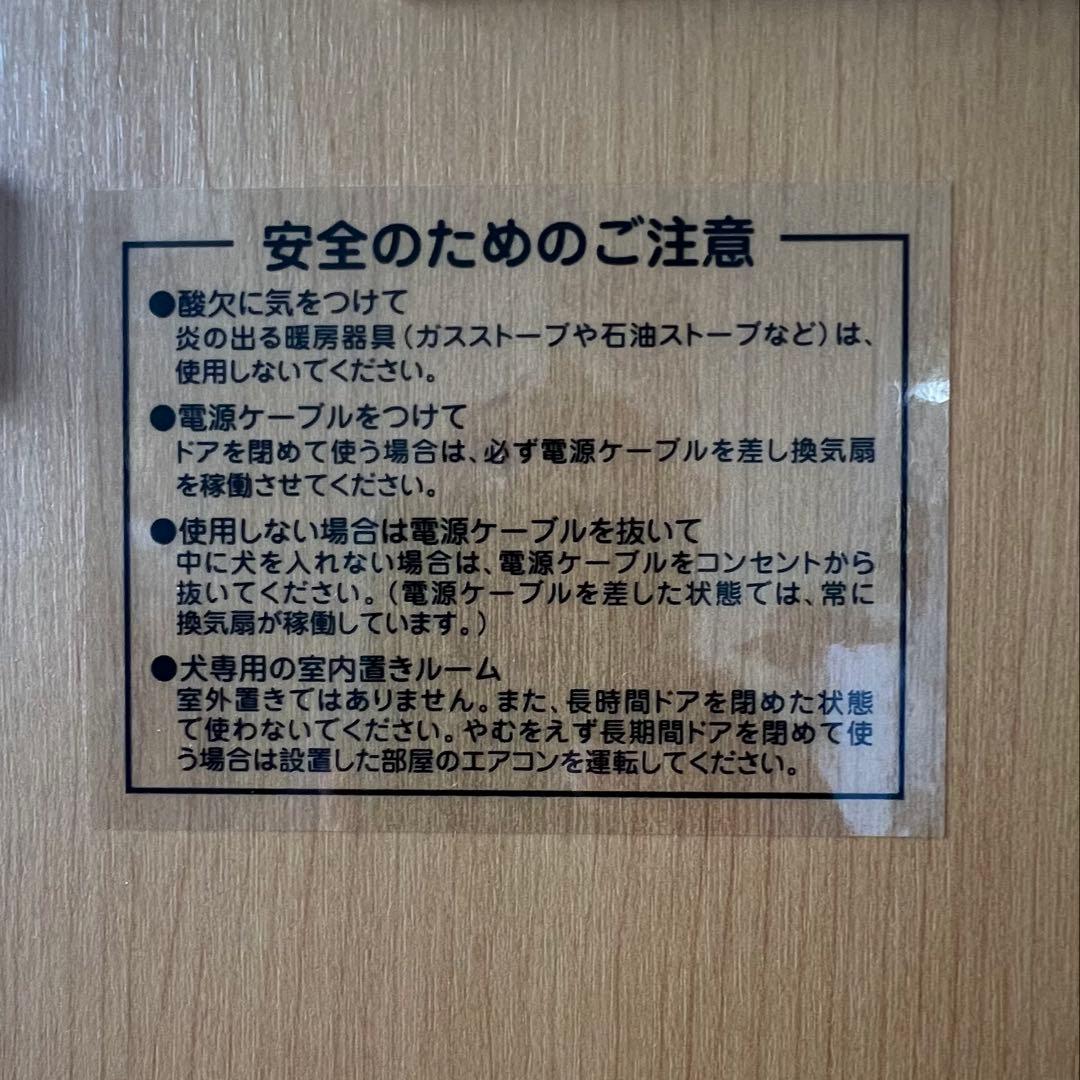 安全のためのご注意
●酸欠に気をつけて
炎の出る暖房器具(ガスストーブや石油ストーブなど)は、
使用しないでください。
●電源ケーブルをつけて
ドアを閉めて使う場合は、必ず電源ケーブルを差し換気扇
を稼働させてください。
●使用しない場合は電源ケーブルを抜いて
中に犬を入れない場合は、電源ケーブルをコンセントから
抜いてください。(電源ケーブルを差した状態では、常に
換気扇が稼働しています。)
●犬専用の室内置きルーム
室外置きではありません。また、長時間ドアを閉めた状態
で使わないでください。やむをえず長期間ドアを閉めて使
う場合は設置した部屋のエアコンを運転してください。